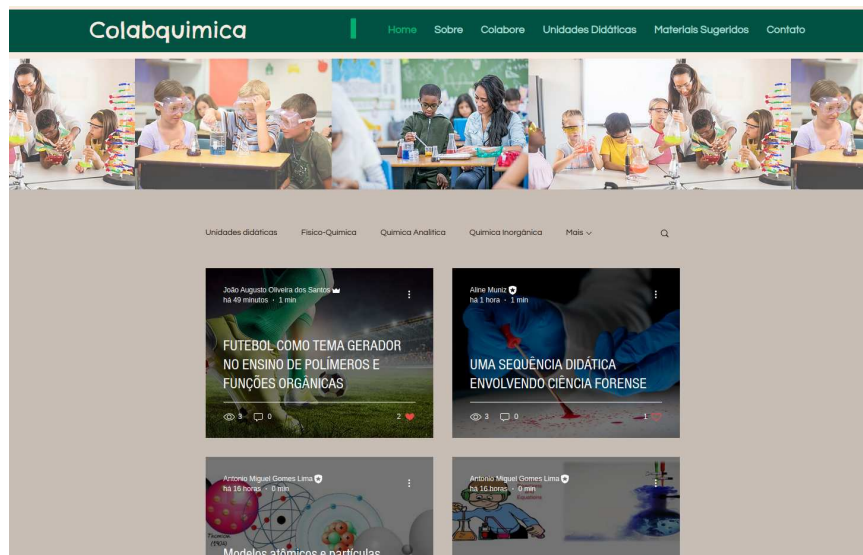 Colabquimica
Home Sobre Colabore Unidades Didáticas Materiais Sugeridos Contato
Unidades didáticas Físico-Química Química Analítica Química Inorgânica Mais
João Augusto Oliveira dos Santos
há 49 minutos · 1 min
FUTEBOL COMO TEMA GERADOR
NO ENSINO DE POLÍMEROS E
FUNÇÕES ORGÂNICAS
3 0 2
Aline Muniz
há 1 hora · 1 min
UMA SEQUÊNCIA DIDÁTICA
ENVOLVENDO CIÊNCIA FORENSE
3 0 1
Antonio Miguel Gomes Lima
há 16 horas · 0 min
Thomson
(1904)
Modelos atômicos e partículas
Antonio Miguel Gomes Lima
há 16 horas · 0 min
Equations